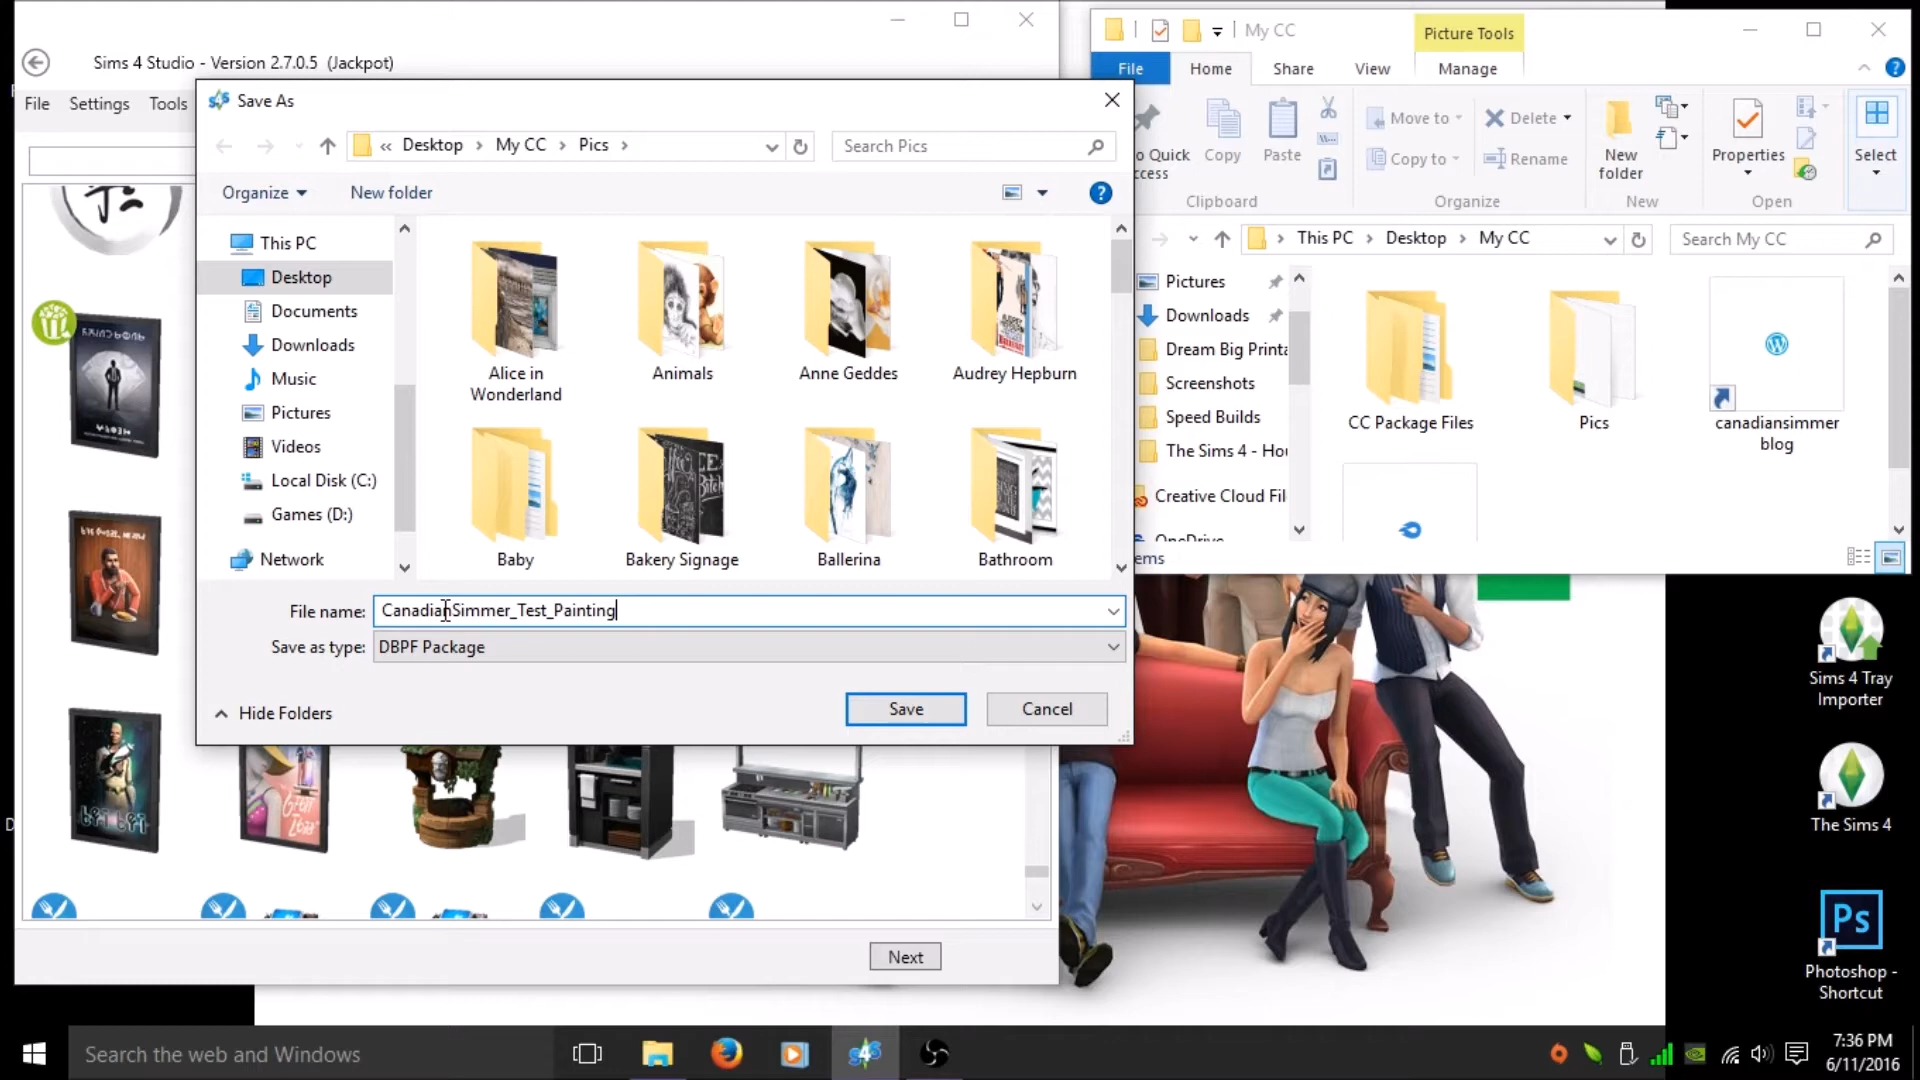 Sims 4 Studio - Version 2.7.0.5 (Jackpot)
File Settings Tools
Save As
« Desktop › My CC › Pics ›
Search Pics
Organize
New folder
This PC
Desktop
Documents
Downloads
Music
Pictures
Videos
Local Disk (C:)
Games (D:)
Network
Alice in Wonderland
Animals
Anne Geddes
Audrey Hepburn
Baby
Bakery Signage
Ballerina
Bathroom
File name: CanadianSimmer_Test_Painting
Save as type: DBPF Package
Hide Folders
Save
Cancel
Next
My CC
Picture Tools
File Home Share View Manage
Copy
Paste
Move to
Copy to
Delete
Rename
New folder
Properties
Select
Clipboard
Organize
New
Open
› This PC › Desktop › My CC
Search My CC
Pictures
Downloads
Dream Big Print
Screenshots
Speed Builds
The Sims 4 - Ho
Creative Cloud Fil
OneDrive
ems
CC Package Files
Pics
canadiansimmer blog
Sims 4 Tray Importer
The Sims 4
Ps
Photoshop - Shortcut
Search the web and Windows
7:36 PM
6/11/2016